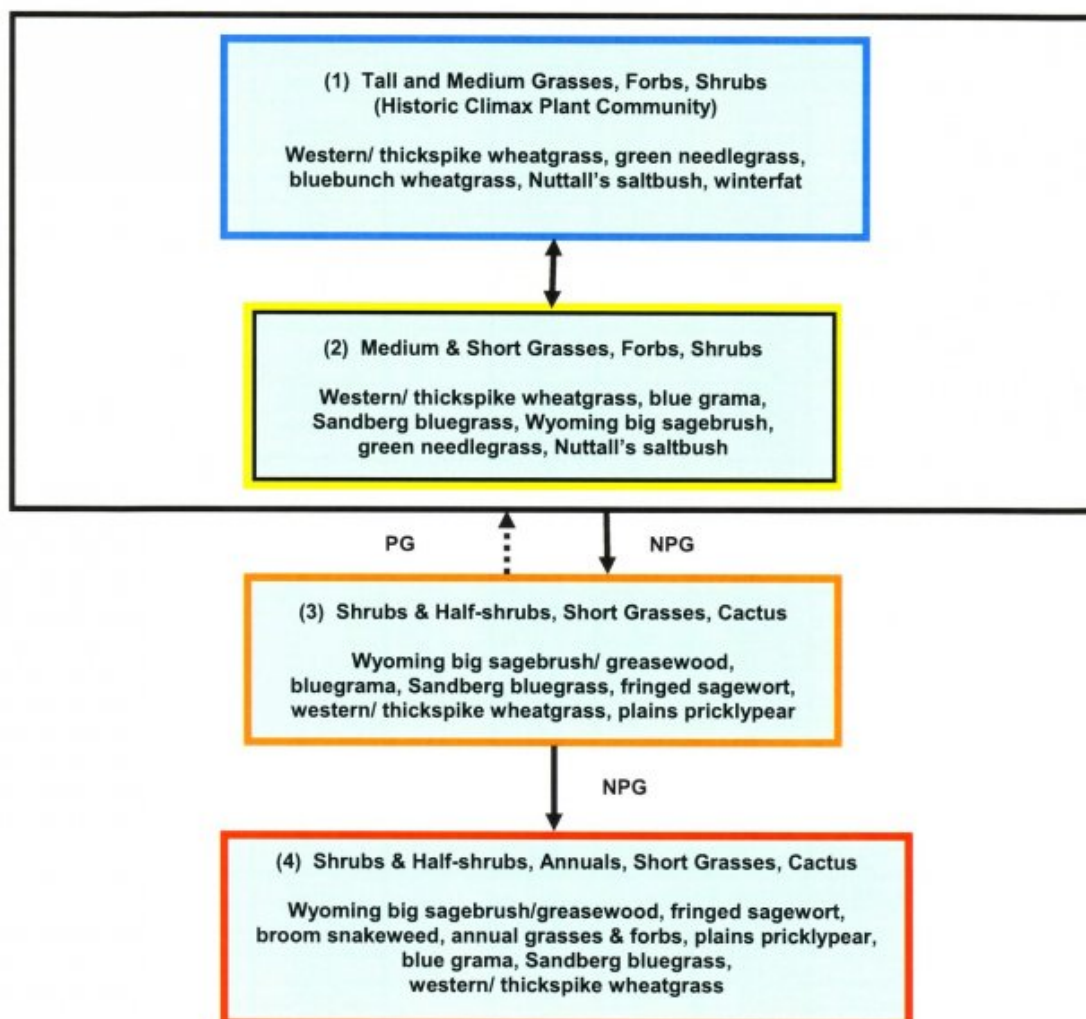 (1) Tall and Medium Grasses, Forbs, Shrubs
(Historic Climax Plant Community)
Western/ thickspike wheatgrass, green needlegrass,
bluebunch wheatgrass, Nuttall's saltbush, winterfat
(2) Medium & Short Grasses, Forbs, Shrubs
Western/ thickspike wheatgrass, blue grama,
Sandberg bluegrass, Wyoming big sagebrush,
green needlegrass, Nuttall's saltbush
PG
NPG
(3) Shrubs & Half-shrubs, Short Grasses, Cactus
Wyoming big sagebrush/ greasewood,
bluegrama, Sandberg bluegrass, fringed sagewort,
western/ thickspike wheatgrass, plains pricklypear
NPG
(4) Shrubs & Half-shrubs, Annuals, Short Grasses, Cactus
Wyoming big sagebrush/greasewood, fringed sagewort,
broom snakeweed, annual grasses & forbs, plains pricklypear,
blue grama, Sandberg bluegrass,
western/ thickspike wheatgrass